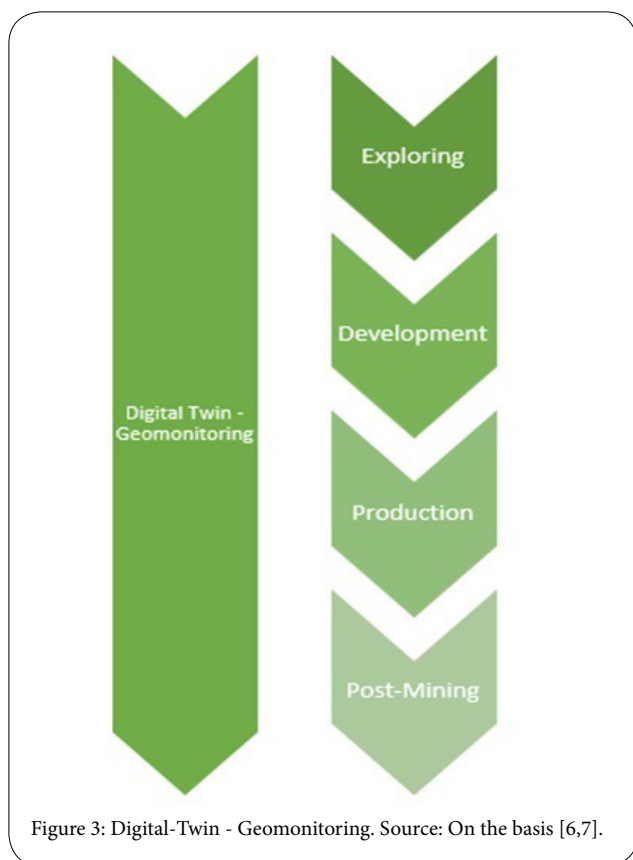 Digital Twin -
Geomonitoring
Exploring
Development
Production
Post-Mining
Figure 3: Digital-Twin - Geomonitoring. Source: On the basis [6,7].